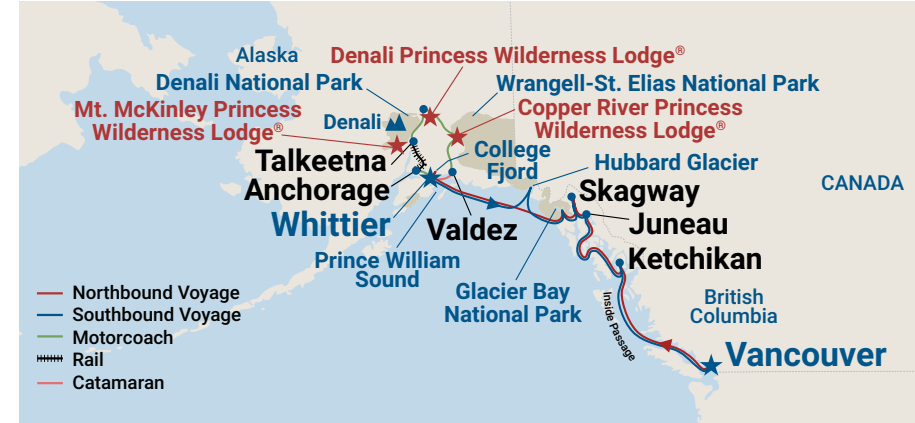 Alaska
Denali Princess Wilderness Lodge®
Denali National Park
Wrangell-St. Elias National Park
Mt. McKinley Princess
Wilderness Lodge®
Denali
Copper River Princess
Wilderness Lodge®
Talkeetna
College
Fjord
Hubbard Glacier
Anchorage
Skagway
CANADA
Whittier
Valdez
Juneau
Prince William
Sound
Ketchikan
Glacier Bay
National Park
Inside Passage
British
Columbia
Vancouver
Northbound Voyage
Southbound Voyage
Motorcoach
Rail
Catamaran